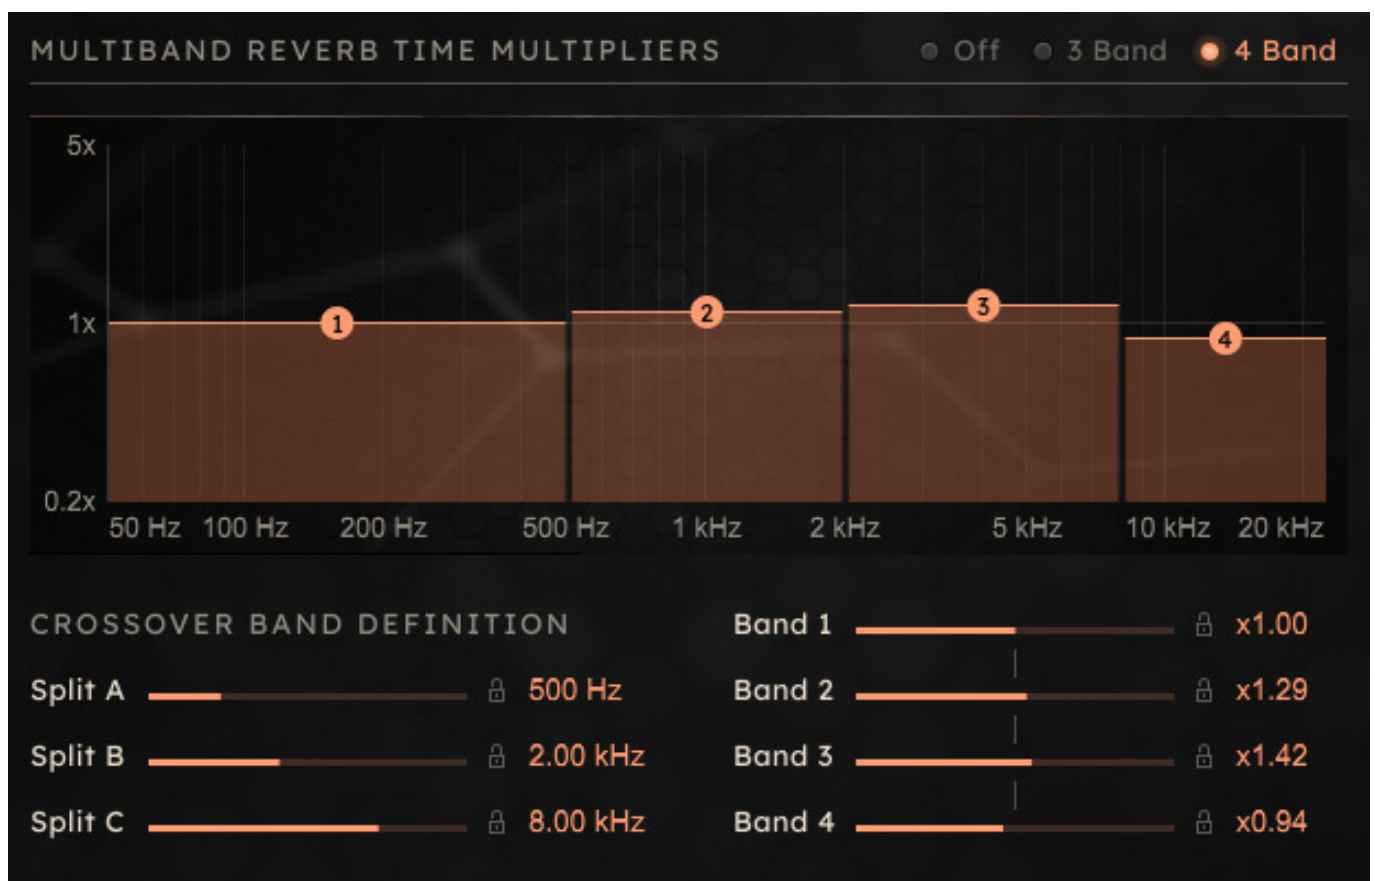 MULTIBAND REVERB TIME MULTIPLIERS Off 3 Band 4 Band
5x
1x
0.2x
1
2
3
4
50 Hz 100 Hz 200 Hz 500 Hz 1 kHz 2 kHz 5 kHz 10 kHz 20 kHz
CROSSOVER BAND DEFINITION
Split A 500 Hz
Split B 2.00 kHz
Split C 8.00 kHz
Band 1 x1.00
Band 2 x1.29
Band 3 x1.42
Band 4 x0.94